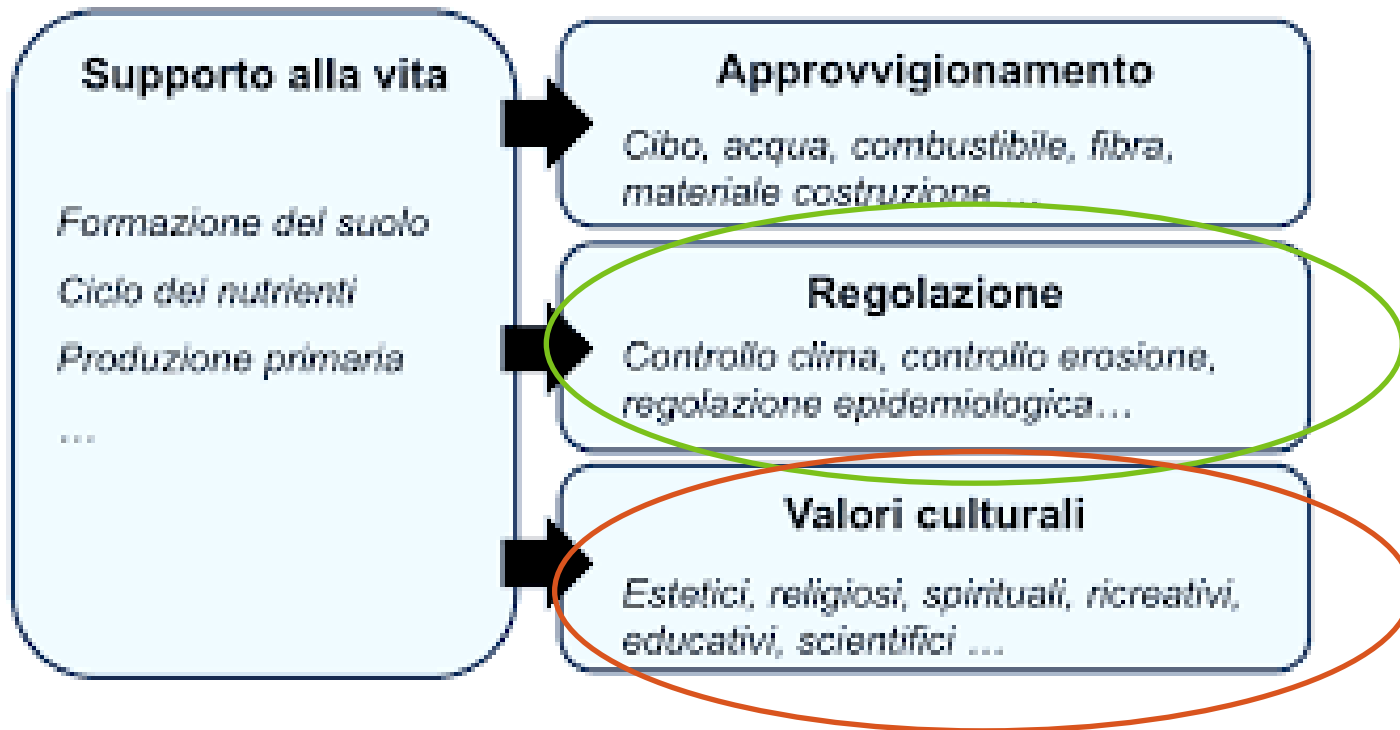 Supporto alla vita
Formazione del suolo
Ciclo dei nutrienti
Produzione primaria
...
Approvvigionamento
Cibo, acqua, combustibile, fibra,
materiale costruzione ...
Regolazione
Controllo clima, controllo erosione,
regolazione epidemiologica...
Valori culturali
Estetici, religiosi, spirituali, ricreativi,
educativi, scientifici ...